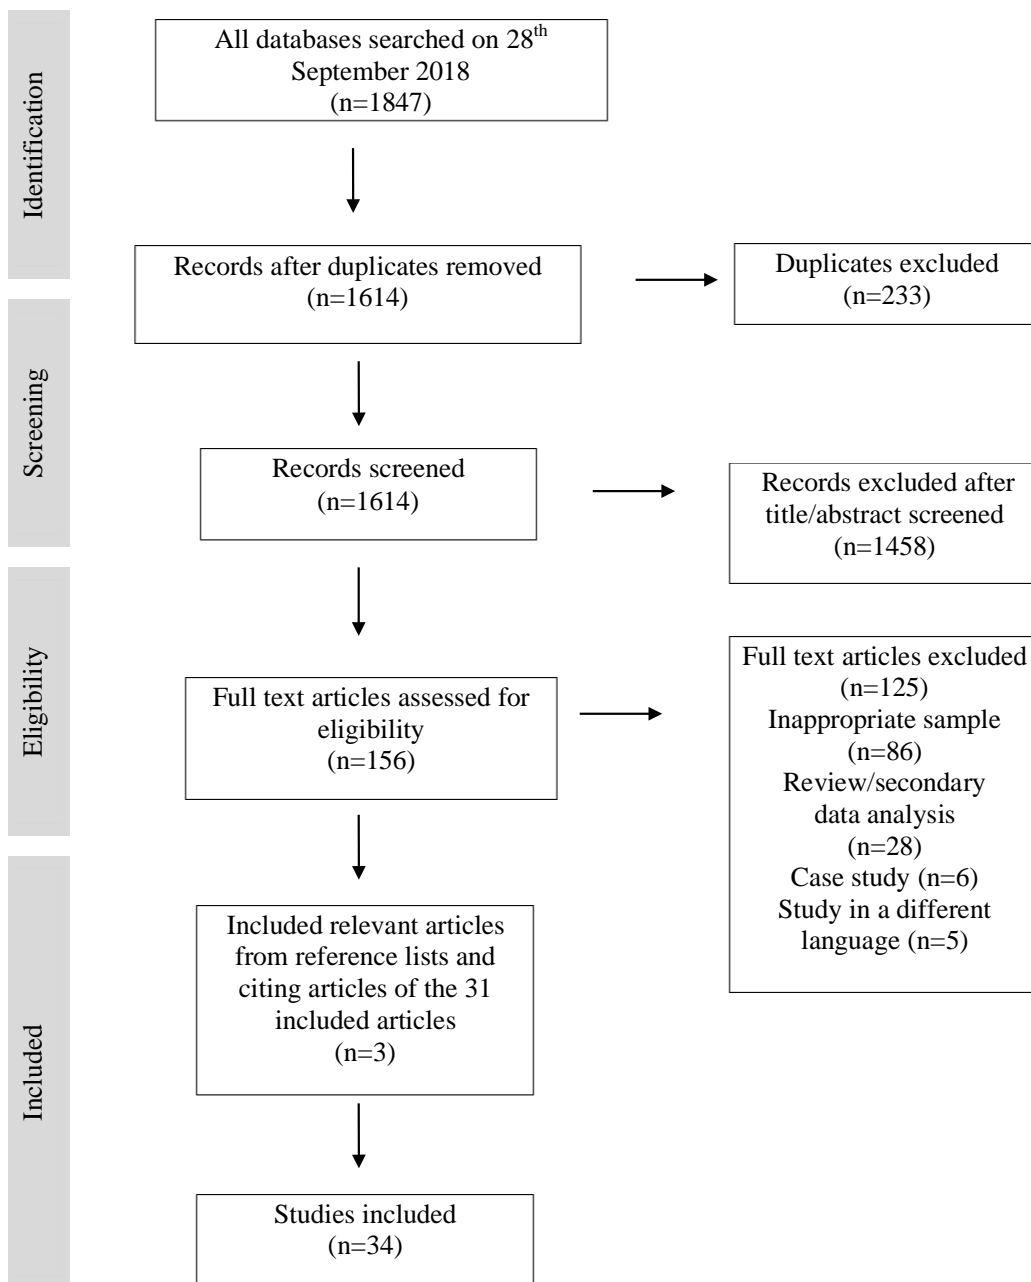 Identification
All databases searched on 28th
September 2018
(n=1847)
Records after duplicates removed
(n=1614)
Duplicates excluded
(n=233)
Screening
Records screened
(n=1614)
Records excluded after
title/abstract screened
(n=1458)
Eligibility
Full text articles assessed for
eligibility
(n=156)
Full text articles excluded
(n=125)
Inappropriate sample
(n=86)
Review/secondary
data analysis
(n=28)
Case study (n=6)
Study in a different
language (n=5)
Included
Included relevant articles
from reference lists and
citing articles of the 31
included articles
(n=3)
Studies included
(n=34)